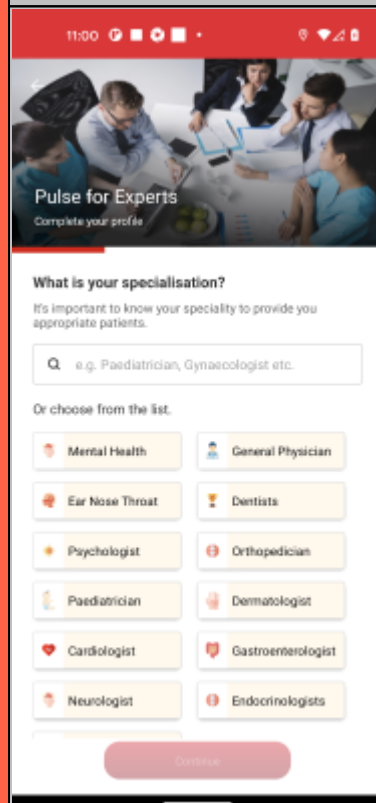 11:00
Pulse for Experts
Complete your profile
What is your specialisation?
It's important to know your speciality to provide you
appropriate patients.
e.g. Paediatrician, Gynaecologist etc.
Or choose from the list.
Mental Health
General Physician
Ear Nose Throat
Dentists
Psychologist
Orthopedician
Paediatrician
Dermatologist
Cardiologist
Gastroenterologist
Neurologist
Endocrinologists
Continue